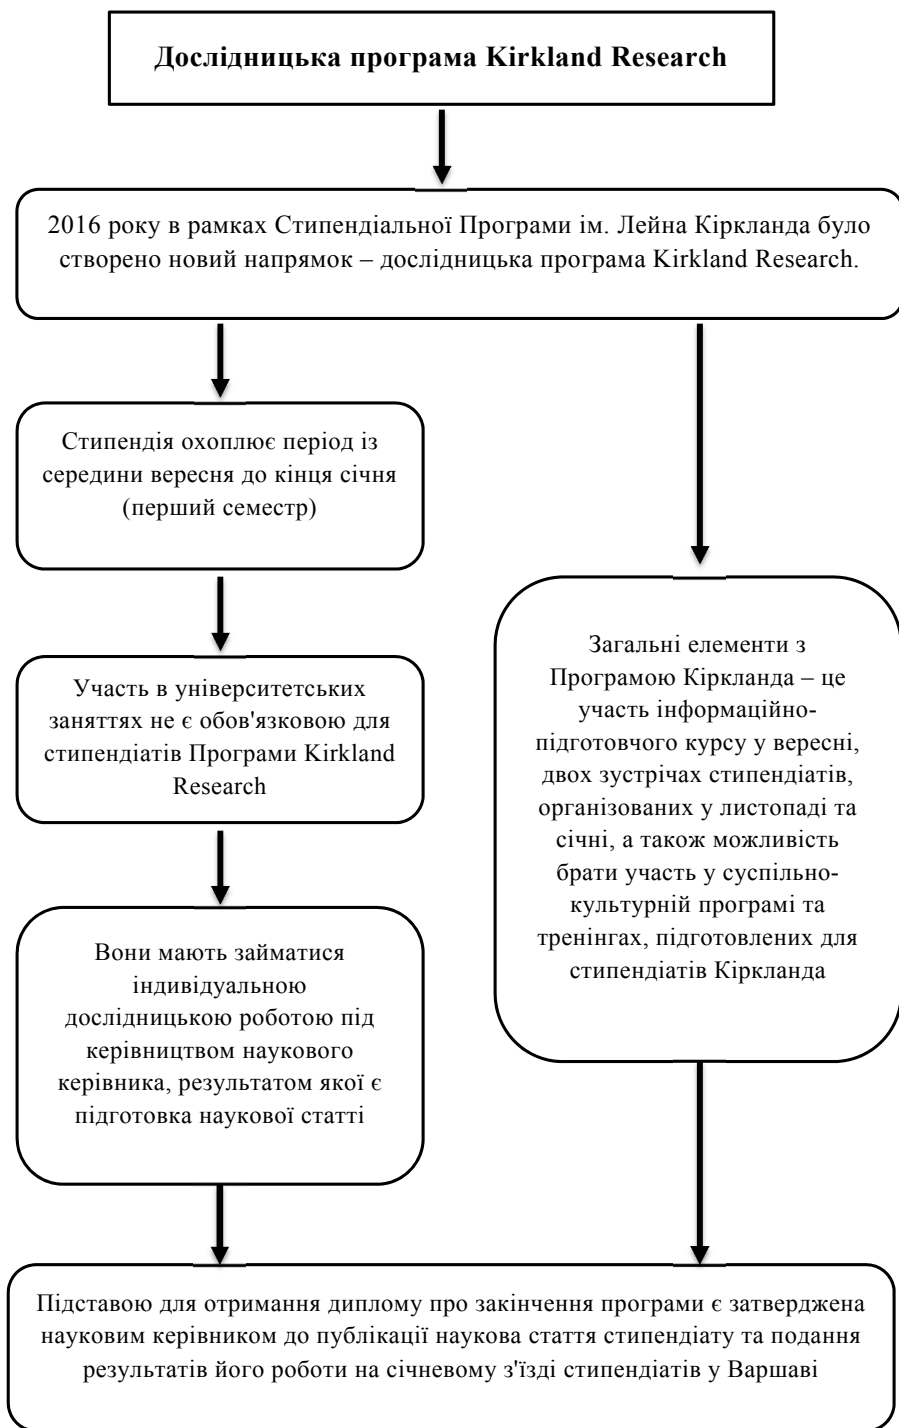 Дослідницька програма Kirkland Research
2016 року в рамках Стипендіальної Програми ім. Лейна Кіркланда було
створено новий напрямок – дослідницька програма Kirkland Research.
Стипендія охоплює період із
середини вересня до кінця січня
(перший семестр)
Участь в університетських
заняттях не є обов'язковою для
стипендіатів Програми Kirkland
Research
Вони мають займатися
індивідуальною
дослідницькою роботою під
керівництвом наукового
керівника, результатом якої є
підготовка наукової статті
Загальні елементи з
Програмою Кіркланда – це
участь інформаційно-
підготовчого курсу у вересні,
двох зустрічах стипендіатів,
організованих у листопаді та
січні, а також можливість
брати участь у суспільно-
культурній програмі та
тренінгах, підготовлених для
стипендіатів Кіркланда
Підставою для отримання диплому про закінчення програми є затверджена
науковим керівником до публікації наукова стаття стипендіату та подання
результатів його роботи на січневому з'їзді стипендіатів у Варшаві